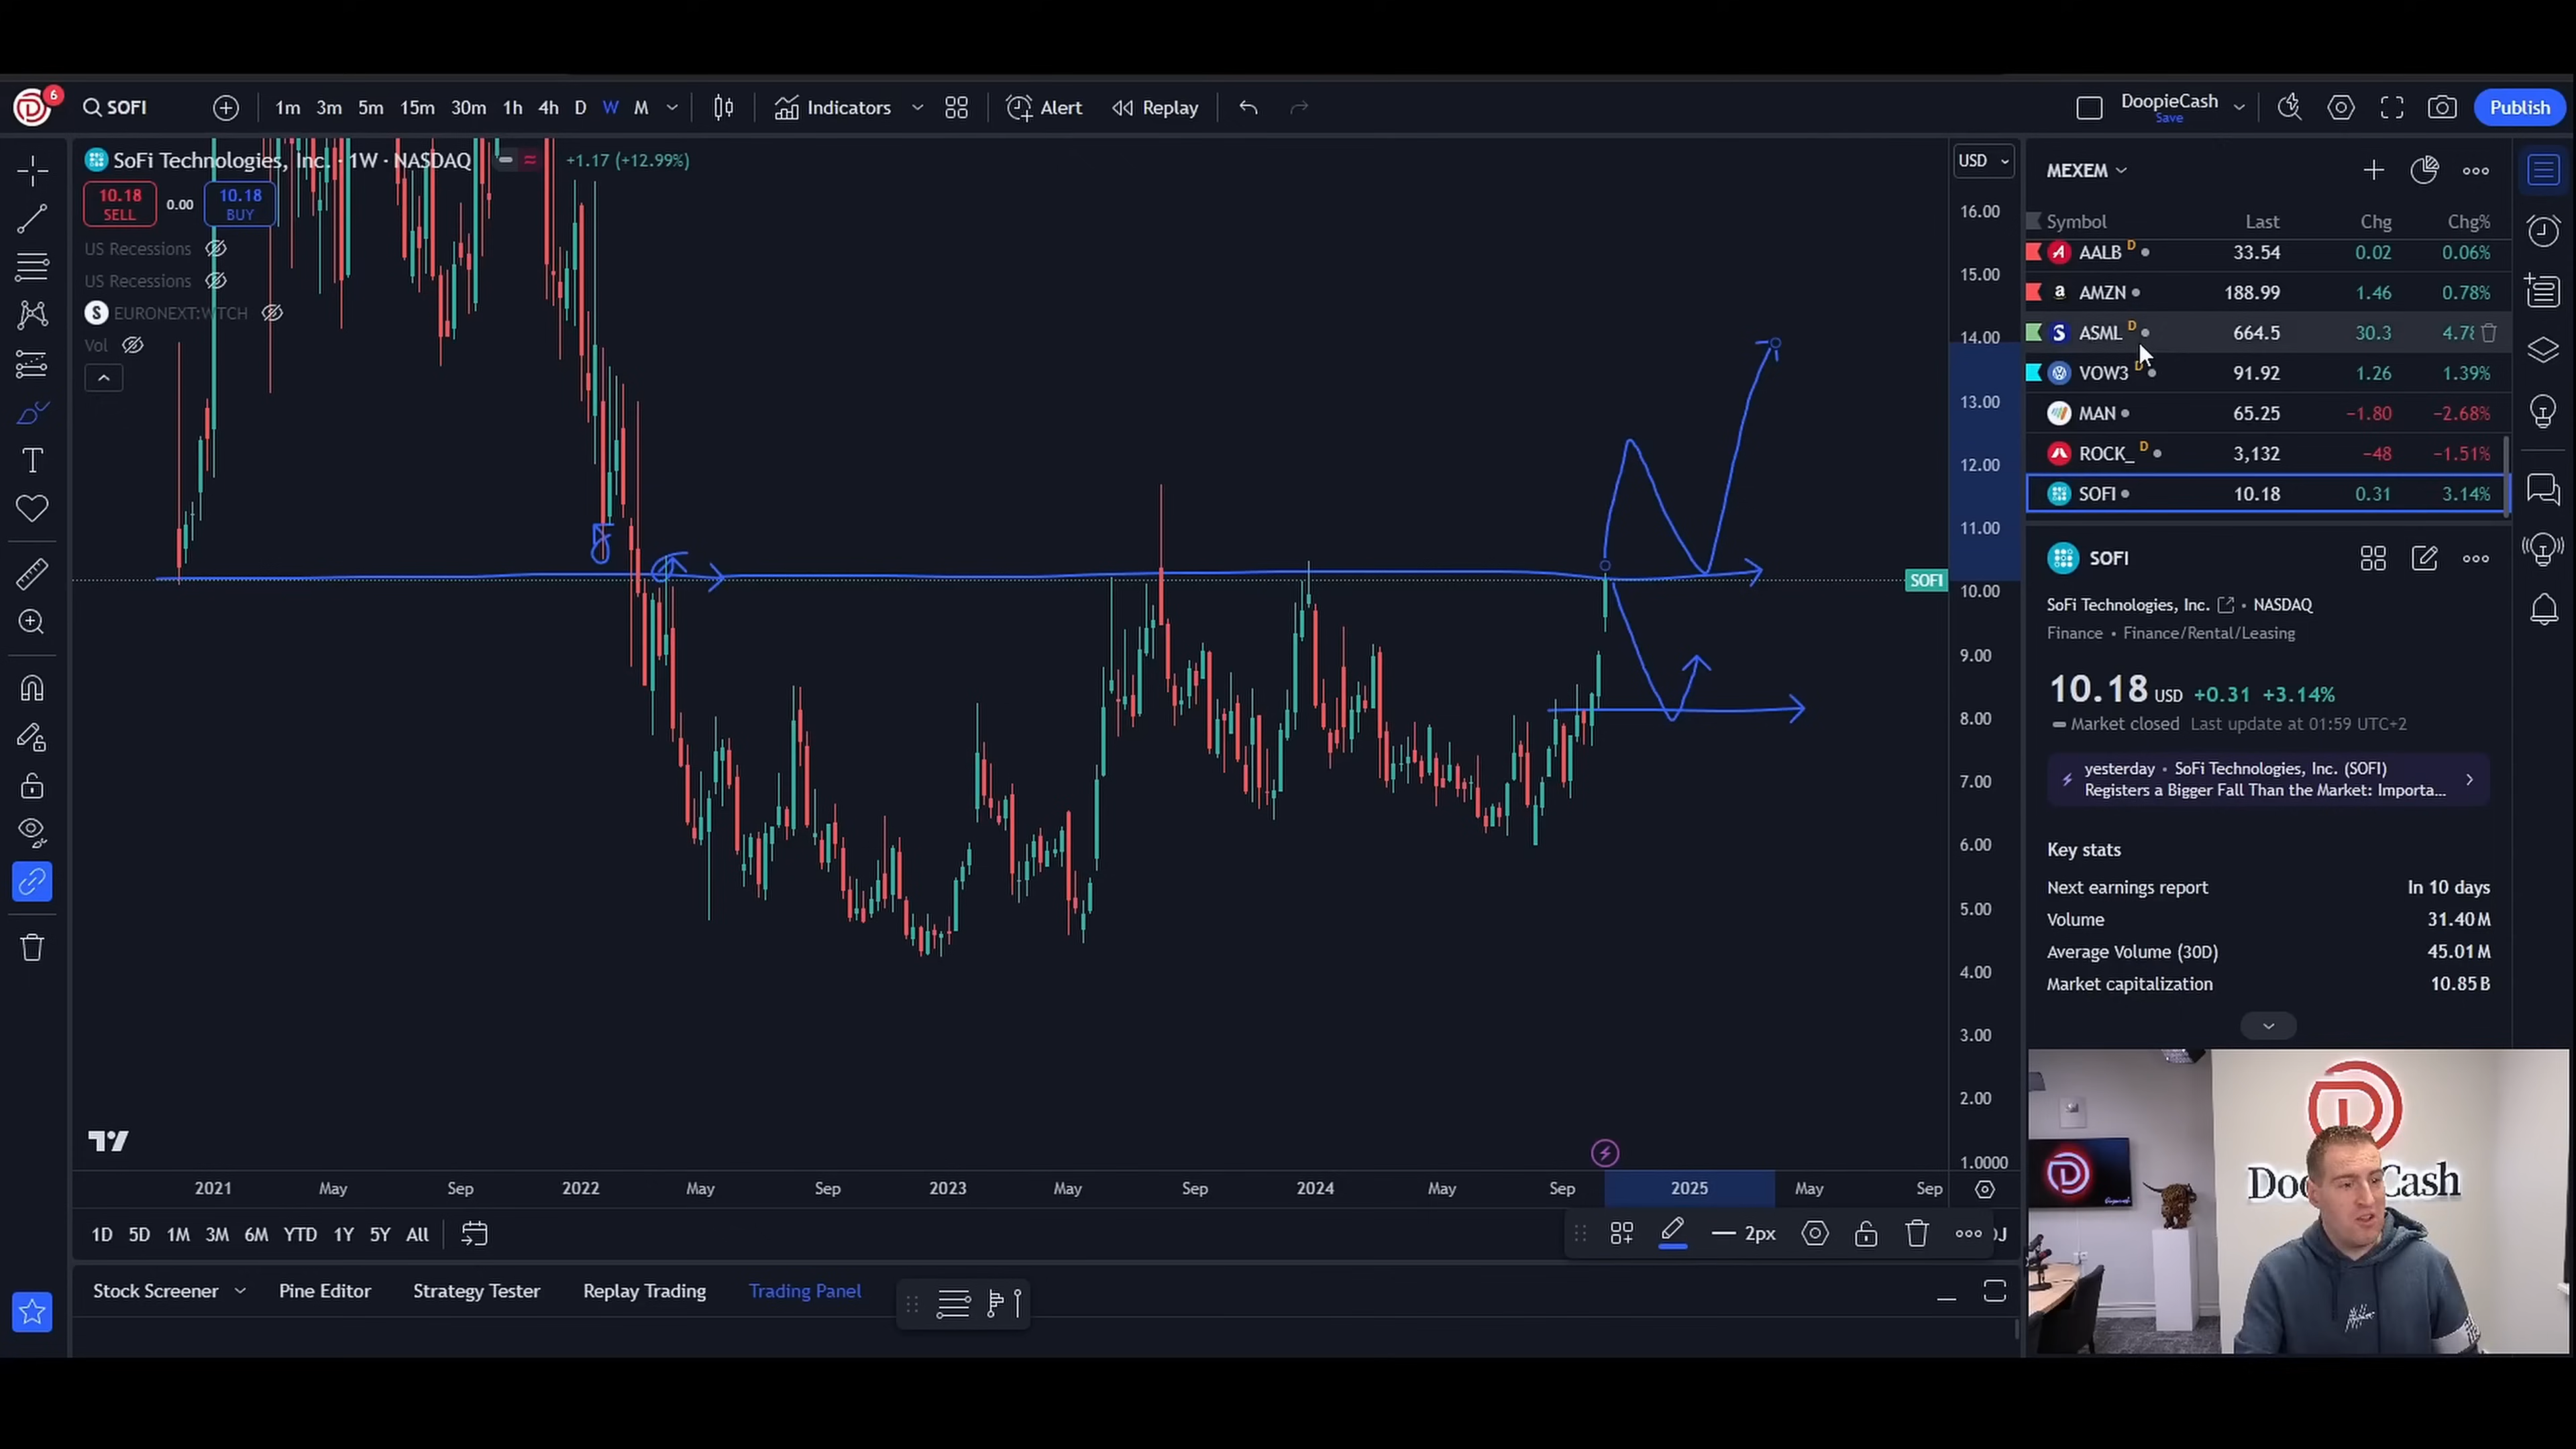 6
SOFI
1m 3m 5m 15m 30m 1h 4h D W M
Indicators
Alert
Replay
DoopieCash
Save
Publish
SoFi Technologies, Inc. · 1W · NASDAQ
+1.17 (+12.99%)
10.18
SELL
0.00
10.18
BUY
US Recessions
US Recessions
S EURONEXT:WTCH
Vol
USD
16.00
15.00
14.00
13.00
12.00
11.00
SOFI
10.00
9.00
8.00
7.00
6.00
5.00
4.00
3.00
2.00
1.0000
2021 May Sep 2022 May Sep 2023 May Sep 2024 May Sep 2025 May Sep
1D 5D 1M 3M 6M YTD 1Y 5Y All
2px
Stock Screener
Pine Editor
Strategy Tester
Replay Trading
Trading Panel
MEXEM
Symbol Last Chg Chg%
AALB D 33.54 0.02 0.06%
AMZN 188.99 1.46 0.78%
ASML D 664.5 30.3
VOW3 D 91.92 1.26 1.39%
MAN 65.25 −1.80 −2.68%
ROCK_ D 3,132 −48 −1.51%
SOFI 10.18 0.31 3.14%
SOFI
SoFi Technologies, Inc. • NASDAQ
Finance • Finance/Rental/Leasing
10.18 USD +0.31 +3.14%
Market closed Last update at 01:59 UTC+2
yesterday • SoFi Technologies, Inc. (SOFI)
Registers a Bigger Fall Than the Market: Importa...
Key stats
Next earnings report In 10 days
Volume 31.40 M
Average Volume (30D) 45.01 M
Market capitalization 10.85 B